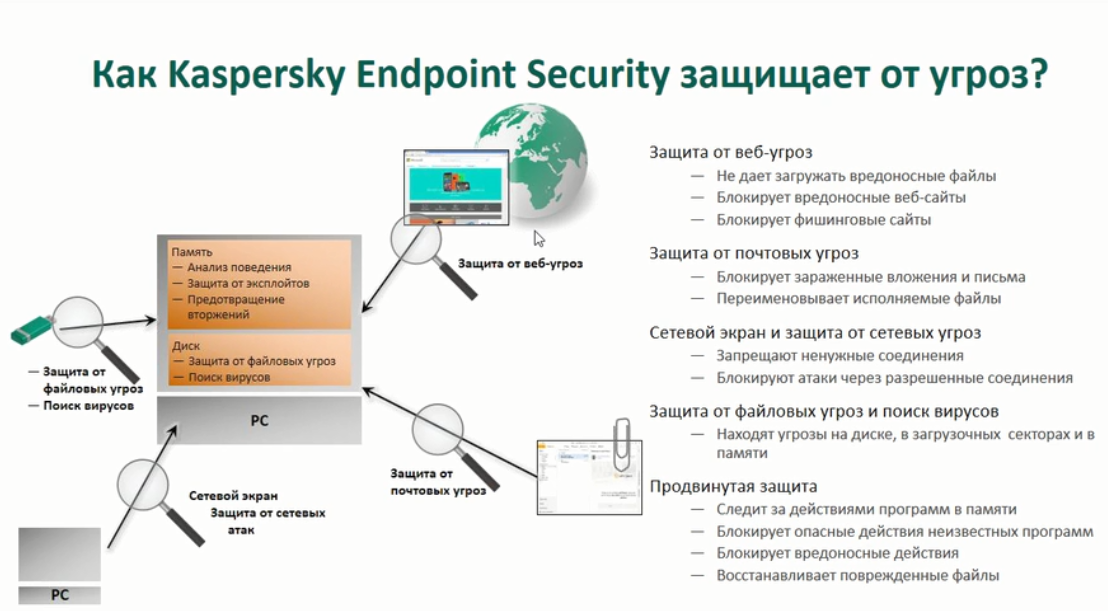 Как Kaspersky Endpoint Security защищает от угроз?
Память
— Анализ поведения
— Защита от эксплойтов
— Предотвращение
вторжений
Диск
— Защита от файловых угроз
— Поиск вирусов
PC
— Защита от
файловых угроз
— Поиск вирусов
Защита от веб-угроз
Защита от
почтовых угроз
Сетевой экран
Защита от сетевых
атак
PC
Защита от веб-угроз
— Не дает загружать вредоносные файлы
— Блокирует вредоносные веб-сайты
— Блокирует фишинговые сайты
Защита от почтовых угроз
— Блокирует зараженные вложения и письма
— Переименовывает исполняемые файлы
Сетевой экран и защита от сетевых угроз
— Запрещают ненужные соединения
— Блокируют атаки через разрешенные соединения
Защита от файловых угроз и поиск вирусов
— Находят угрозы на диске, в загрузочных секторах и в
памяти
Продвинутая защита
— Следит за действиями программ в памяти
— Блокирует опасные действия неизвестных программ
— Блокирует вредоносные действия
— Восстанавливает поврежденные файлы